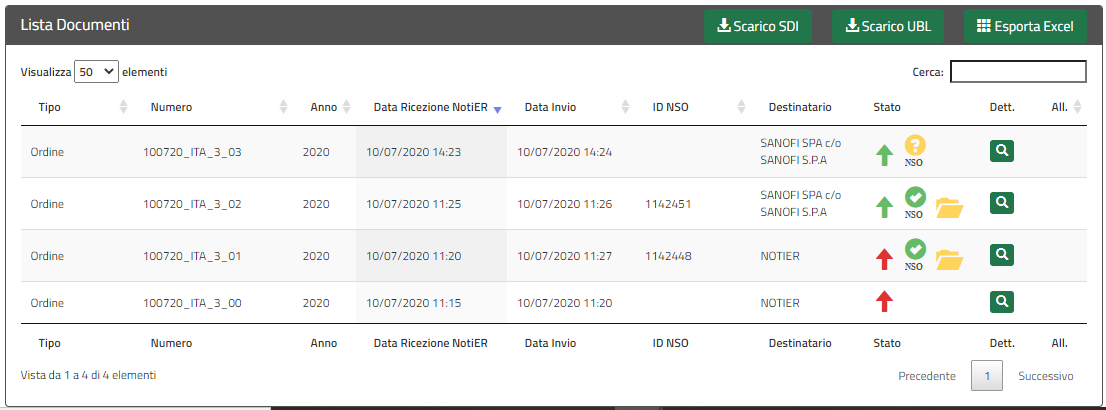 Lista Documenti Scarico SDI Scarico UBL Esporta Excel
Visualizza 50 elementi Cerca:
Tipo Numero Anno Data Ricezione NotiER Data Invio ID NSO Destinatario Stato Dett. All.
Ordine 100720_ITA_3_03 2020 10/07/2020 14:23 10/07/2020 14:24 SANOFI SPA c/o
SANOFI S.P.A
? NSO
Ordine 100720_ITA_3_02 2020 10/07/2020 11:25 10/07/2020 11:26 1142451 SANOFI SPA c/o
SANOFI S.P.A
NSO
Ordine 100720_ITA_3_01 2020 10/07/2020 11:20 10/07/2020 11:27 1142448 NOTIER
NSO
Ordine 100720_ITA_3_00 2020 10/07/2020 11:15 10/07/2020 11:20 NOTIER
Tipo Numero Anno Data Ricezione NotiER Data Invio ID NSO Destinatario Stato Dett. All.
Vista da 1 a 4 di 4 elementi Precedente 1 Successivo